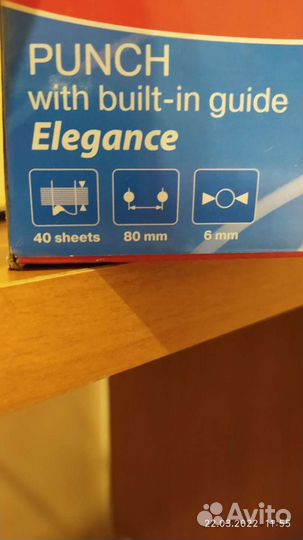 PUNCH
with built-in guide
Elegance
40 sheets 80 mm 6 mm
22.03.2022 11:55
Avito